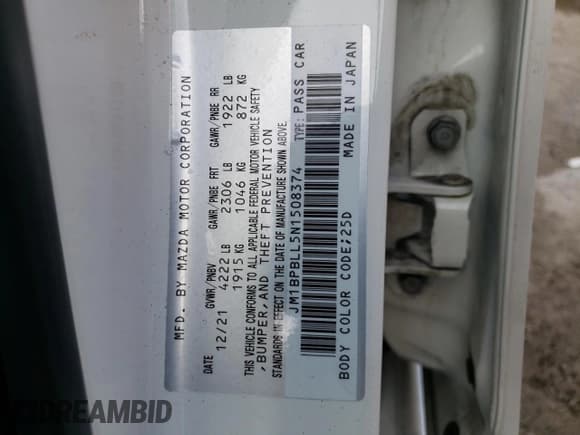 MFD. BY MAZDA MOTOR CORPORATION
DATE GVWR/PNBV GAWR/PNBE FRT GAWR/PNBE RR
12/21 4222 LB 2306 LB 1922 LB
1915 KG 1046 KG 872 KG
THIS VEHICLE CONFORMS TO ALL APPLICABLE FEDERAL MOTOR VEHICLE SAFETY
,BUMPER,AND THEFT PREVENTION
STANDARDS IN EFFECT ON THE DATE OF MANUFACTURE SHOWN ABOVE.
JM1BPBLL5N1508374 TYPE: PASS CAR
BODY COLOR CODE;25D MADE IN JAPAN
DREAMBID